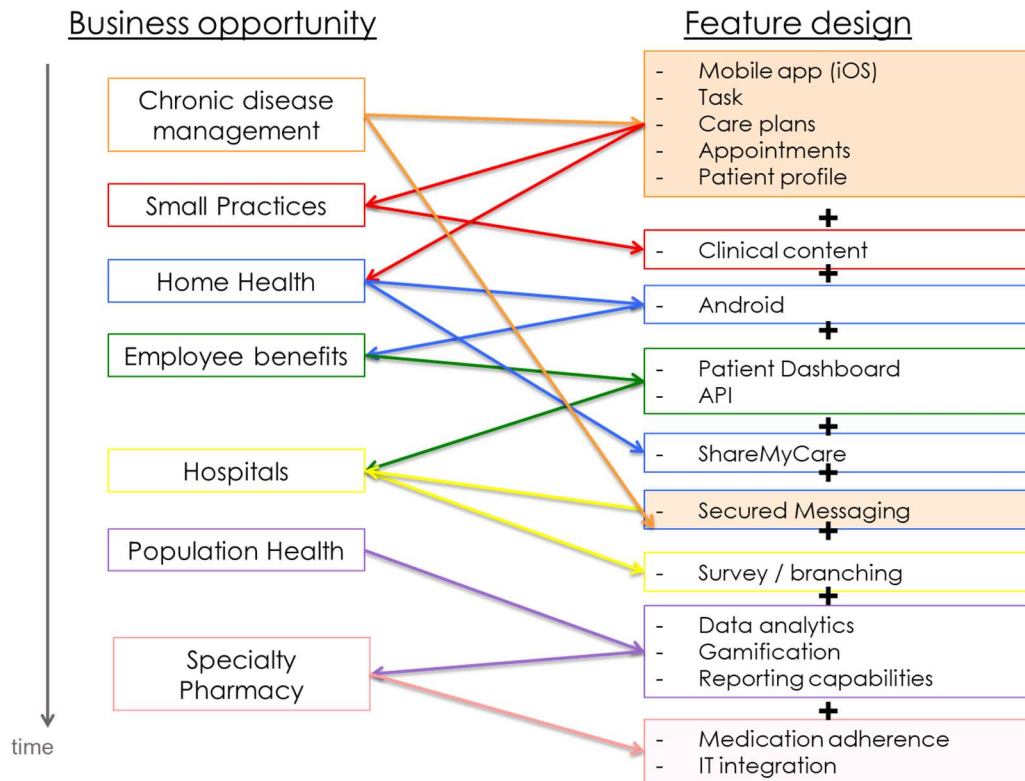 Business opportunity
Chronic disease
management
Small Practices
Home Health
Employee benefits
Hospitals
Population Health
Specialty
Pharmacy
time
Feature design
- Mobile app (iOS)
- Task
- Care plans
- Appointments
- Patient profile
+
- Clinical content
+
- Android
+
- Patient Dashboard
- API
+
- ShareMyCare
+
- Secured Messaging
+
- Survey / branching
+
- Data analytics
- Gamification
- Reporting capabilities
+
- Medication adherence
- IT integration